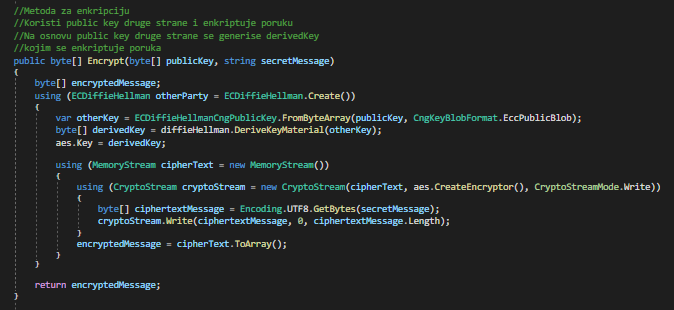 //Metoda za enkripciju
//Koristi public key druge strane i enkriptuje poruku
//Na osnovu public key druge strane se generise derivedKey
//kojim se enkriptuje poruka
public byte[] Encrypt(byte[] publicKey, string secretMessage)
{
    byte[] encryptedMessage;
    using (ECDiffieHellman otherParty = ECDiffieHellman.Create())
    {
        var otherKey = ECDiffieHellmanCngPublicKey.FromByteArray(publicKey, CngKeyBlobFormat.EccPublicBlob);
        byte[] derivedKey = diffieHellman.DeriveKeyMaterial(otherKey);
        aes.Key = derivedKey;

        using (MemoryStream cipherText = new MemoryStream())
        {
            using (CryptoStream cryptoStream = new CryptoStream(cipherText, aes.CreateEncryptor(), CryptoStreamMode.Write))
            {
                byte[] ciphertextMessage = Encoding.UTF8.GetBytes(secretMessage);
                cryptoStream.Write(ciphertextMessage, 0, ciphertextMessage.Length);
            }
            encryptedMessage = cipherText.ToArray();
        }
    }

    return encryptedMessage;
}